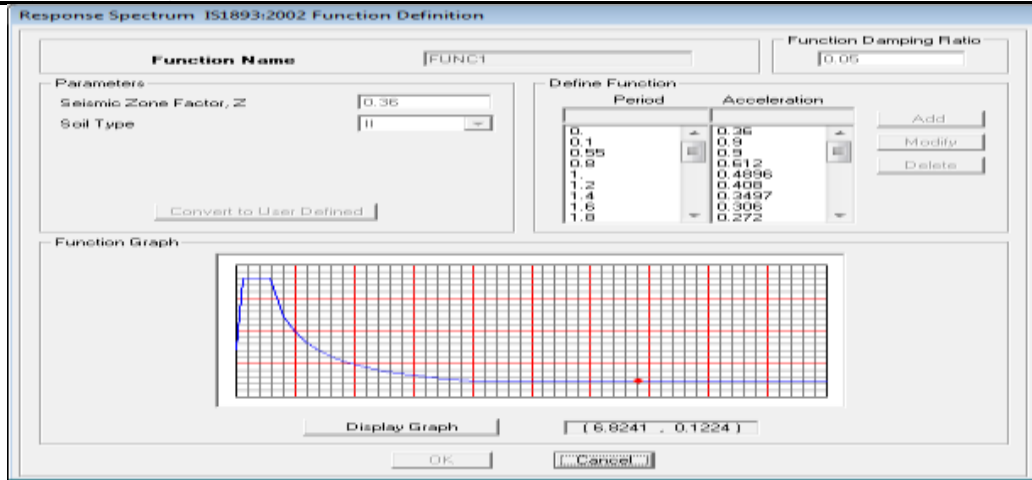 Response Spectrum IS1893:2002 Function Definition
Function Damping Ratio
Function Name FUNC1 0.05
Parameters Define Function
Seismic Zone Factor, Z 0.36 Period Acceleration
Soil Type II Add
0. 0.36
0.1 0.9 Modify
0.55 0.9
0.8 0.612 Delete
1. 0.4896
1.2 0.408
1.4 0.3497
1.6 0.306
Convert to User Defined 1.8 0.272
Function Graph
Display Graph (6.8241 , 0.1224)
OK Cancel